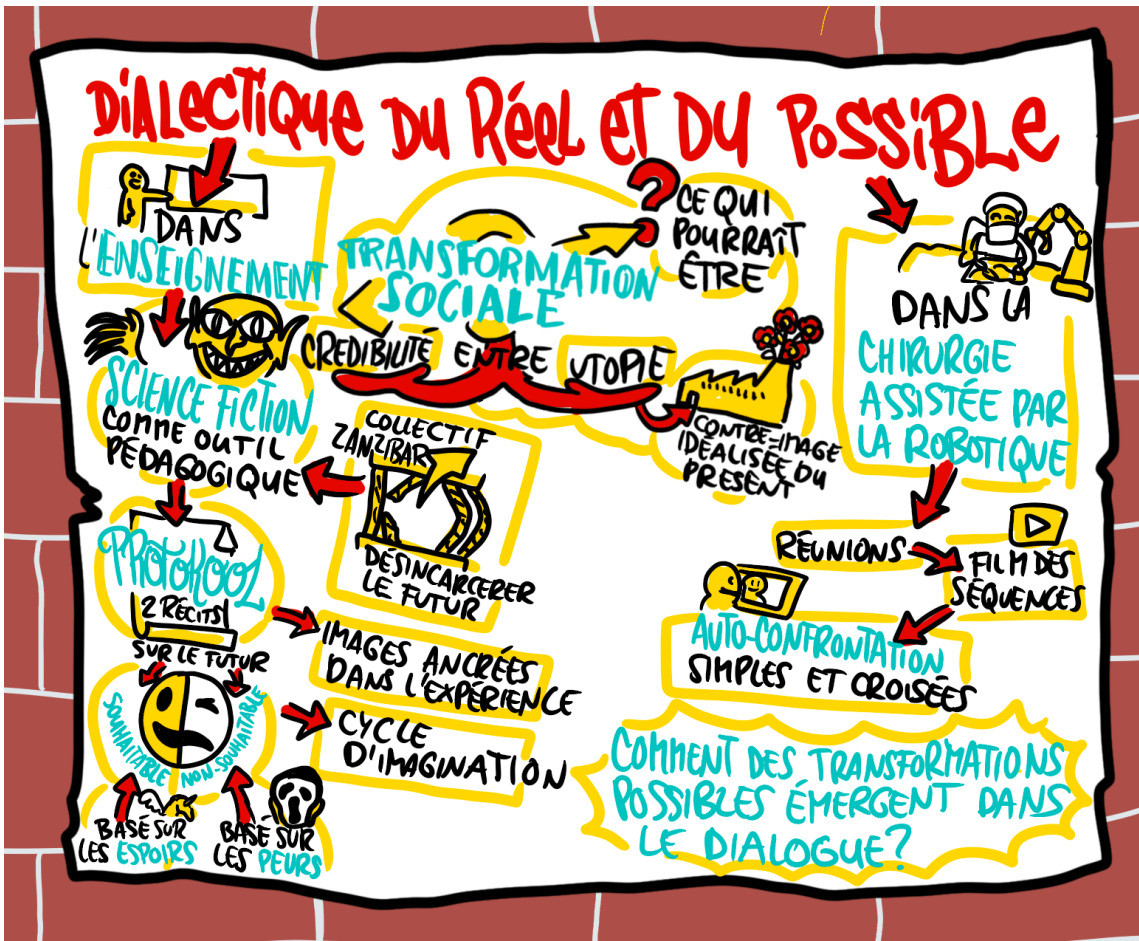 DIALECTIQUE DU RÉEL ET DU POSSIBLE
DANS
L'ENSEIGNEMENT
SCIENCE FICTION
COMME OUTIL
PÉDAGOGIQUE
COLLECTIF
ZANZIBAR
DÉSINCARCERER
LE FUTUR
PROTOKOOL
2 RÉCITS
SUR LE FUTUR
SOUHAITABLE
NON-SOUHAITABLE
BASÉ SUR
LES ESPOIRS
BASÉ SUR
LES PEURS
IMAGES ANCRÉES
DANS L'EXPÉRIENCE
CYCLE
D'IMAGINATION
TRANSFORMATION
SOCIALE
?
CE QUI
POURRAÎT
ÊTRE
CREDIBILITÉ ENTRE UTOPIE
CONTRE-IMAGE
IDÉALISÉE DU
PRESENT
DANS LA
CHIRURGIE
ASSISTÉE PAR
LA ROBOTIQUE
RÉUNIONS
FILM DES
SÉQUENCES
AUTO-CONFRONTATION
SIMPLES ET CROISÉES
COMMENT DES TRANSFORMATIONS
POSSIBLES ÉMERGENT DANS
LE DIALOGUE?